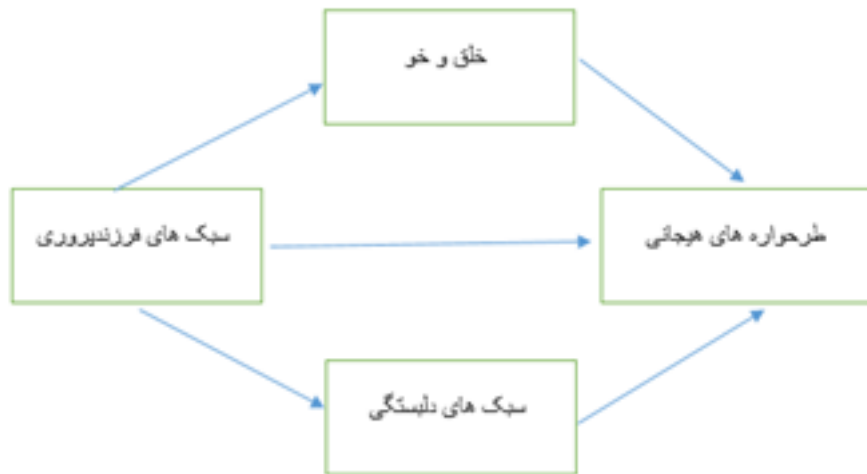 خلق و خو
سبک های فرزندپروری
طرحواره های هیجانی
سبک های دلبستگی